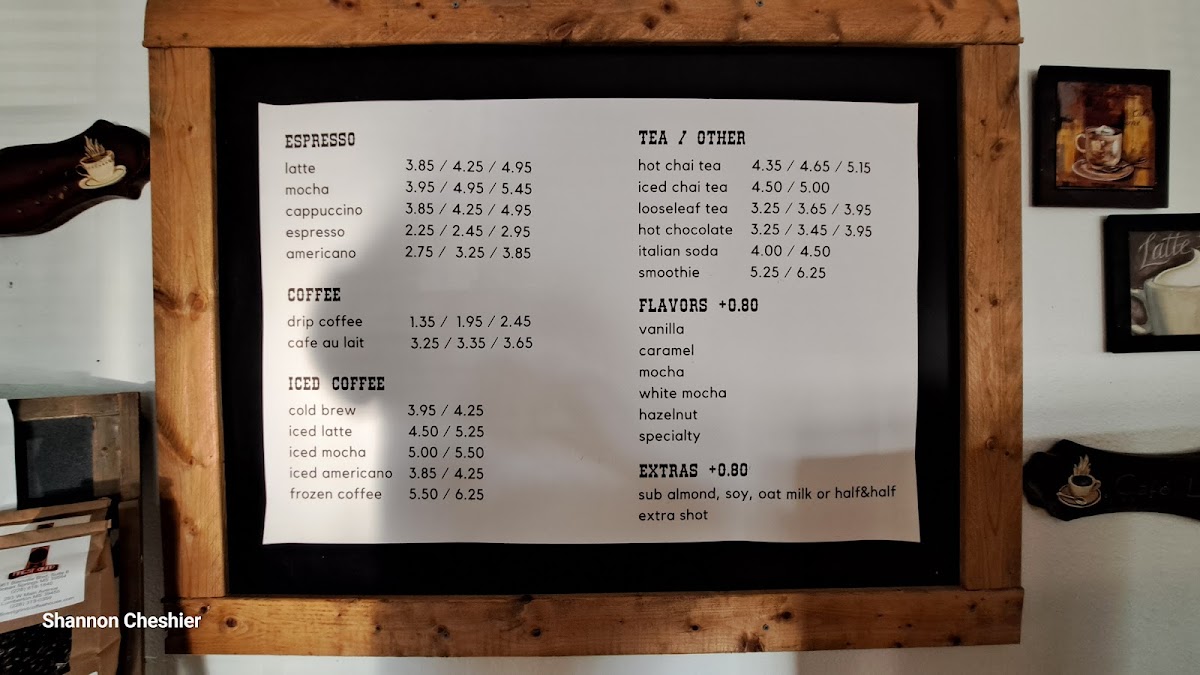 ESPRESSO
latte 3.85 / 4.25 / 4.95
mocha 3.95 / 4.95 / 5.45
cappuccino 3.85 / 4.25 / 4.95
espresso 2.25 / 2.45 / 2.95
americano 2.75 / 3.25 / 3.85
COFFEE
drip coffee 1.35 / 1.95 / 2.45
cafe au lait 3.25 / 3.35 / 3.65
ICED COFFEE
cold brew 3.95 / 4.25
iced latte 4.50 / 5.25
iced mocha 5.00 / 5.50
iced americano 3.85 / 4.25
frozen coffee 5.50 / 6.25
TEA / OTHER
hot chai tea 4.35 / 4.65 / 5.15
iced chai tea 4.50 / 5.00
looseleaf tea 3.25 / 3.65 / 3.95
hot chocolate 3.25 / 3.45 / 3.95
italian soda 4.00 / 4.50
smoothie 5.25 / 6.25
FLAVORS +0.80
vanilla
caramel
mocha
white mocha
hazelnut
specialty
EXTRAS +0.80
sub almond, soy, oat milk or half&half
extra shot
Latte
Shannon Cheshier